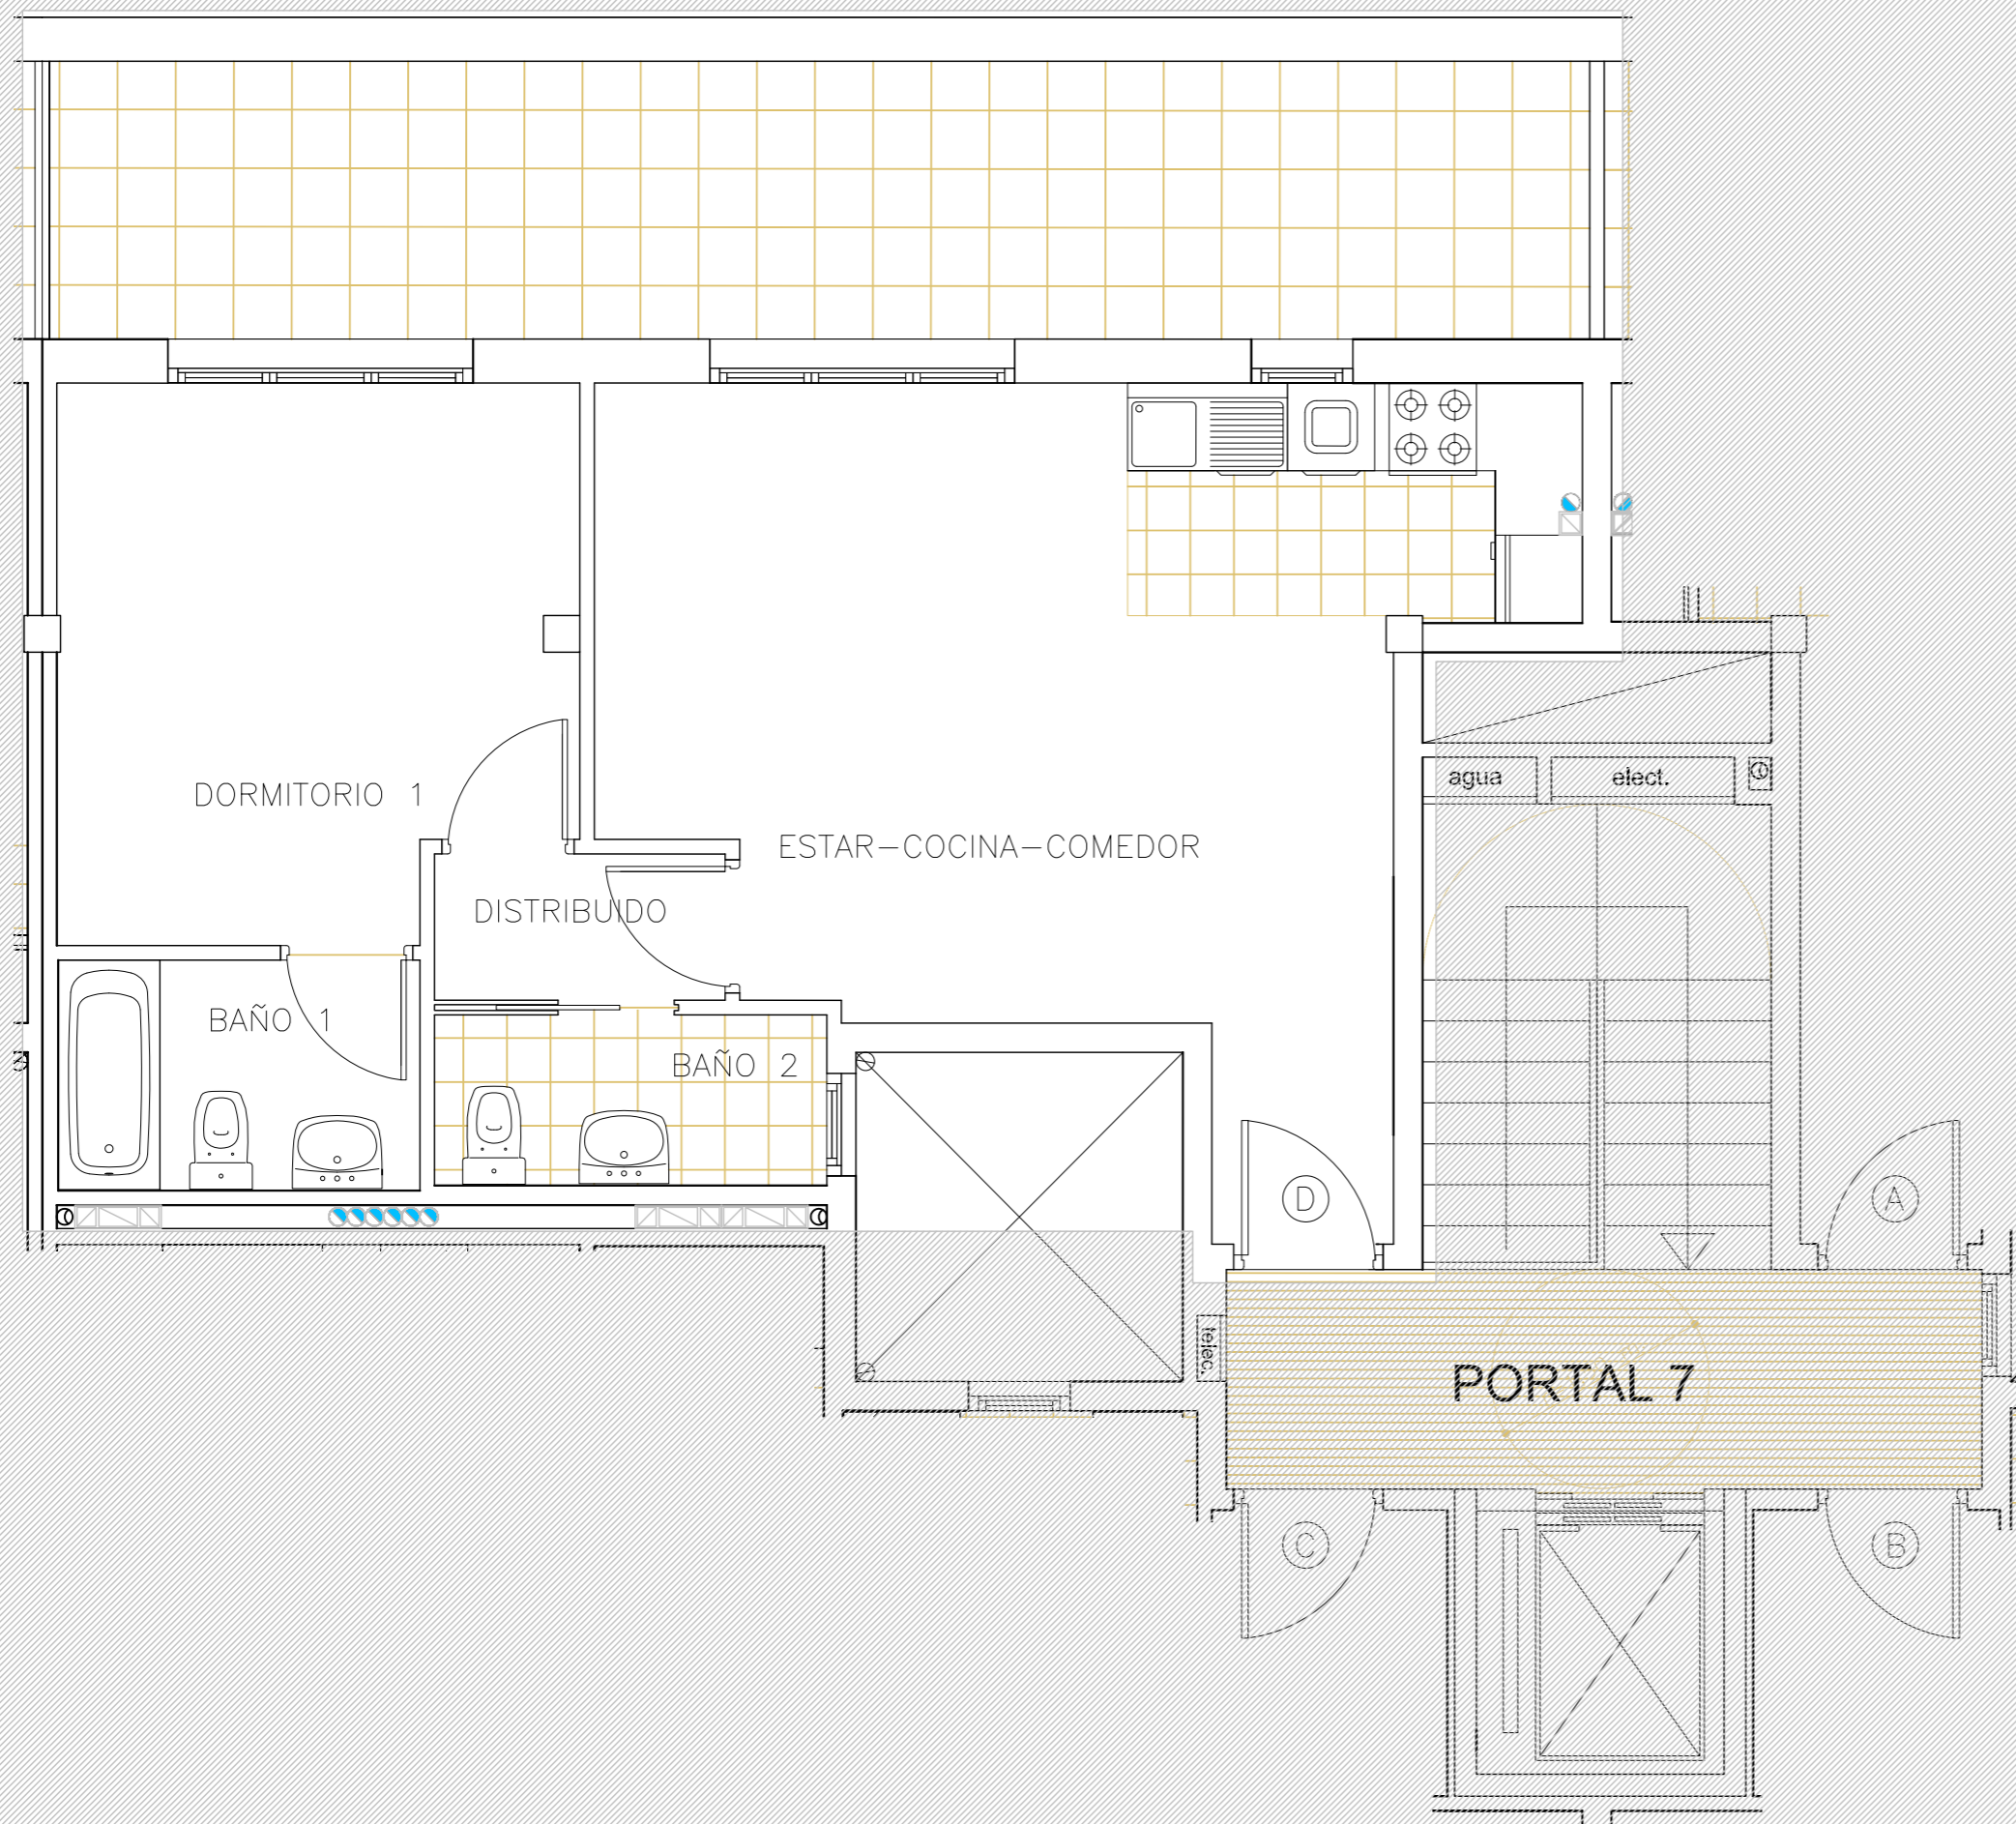 agua
elect.
DORMITORIO 1
ESTAR-COCINA-COMEDOR
DISTRIBUIDO
BAÑO 1
BAÑO 2
D
A
telec.
PORTAL 7
C
B